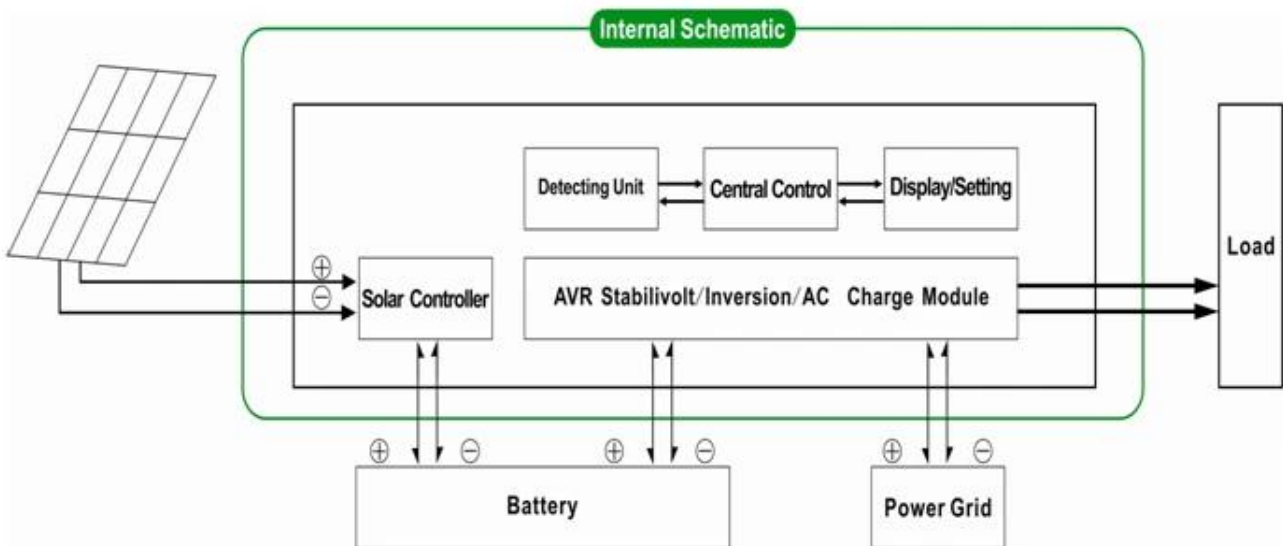 Internal Schematic
Detecting Unit
Central Control
Display/Setting
Load
⊕
⊖
Solar Controller
AVR Stabilivolt/Inversion/AC Charge Module
⊕ ⊖ ⊕ ⊖ ⊕ ⊖
Battery
Power Grid